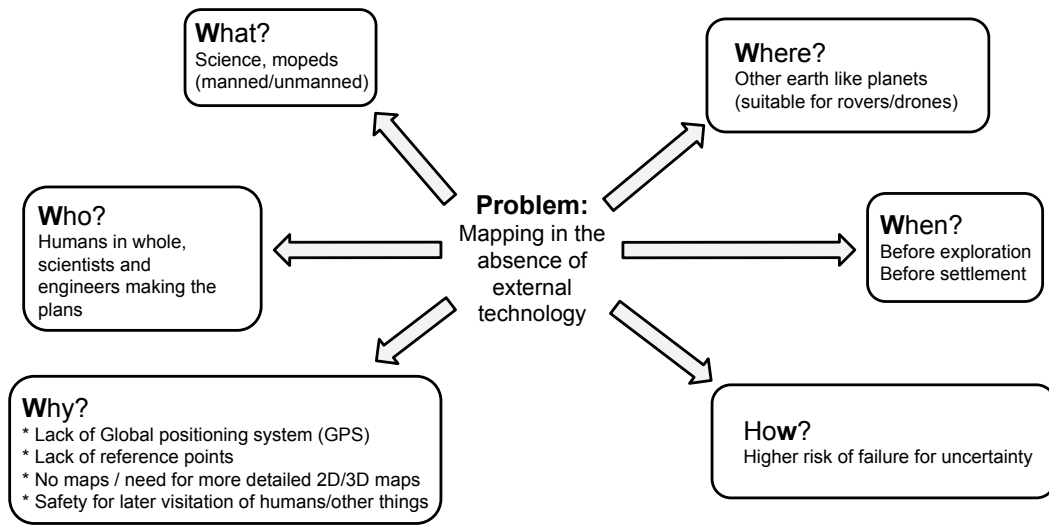 What?
Science, mopeds
(manned/unmanned)
Where?
Other earth like planets
(suitable for rovers/drones)
Who?
Humans in whole,
scientists and
engineers making the
plans
Problem:
Mapping in the
absence of
external
technology
When?
Before exploration
Before settlement
Why?
* Lack of Global positioning system (GPS)
* Lack of reference points
* No maps / need for more detailed 2D/3D maps
* Safety for later visitation of humans/other things
How?
Higher risk of failure for uncertainty